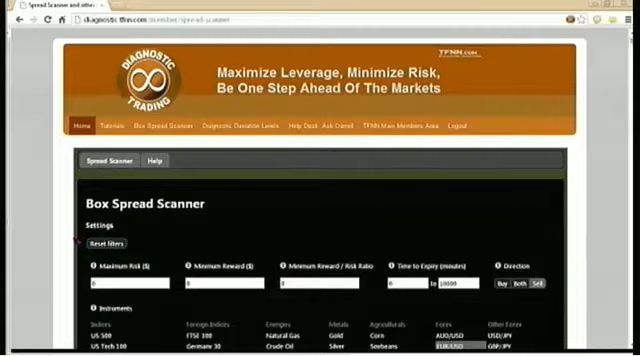 Spread Scanner and other
diagnostic.tfnn.com/member/spread-scanner
DIAGNOSTIC
TRADING
TFNN.com
Maximize Leverage, Minimize Risk,
Be One Step Ahead Of The Markets
Home Tutorials Box Spread Scanner Diagnostic Deviation Levels Help Desk- Ask Darrell TFNN Main Members Area Logout
Spread Scanner Help
Box Spread Scanner
Settings
Reset filters
Maximum Risk ($) Minimum Reward ($) Minimum Reward / Risk Ratio Time to Expiry (minutes) Direction
0 0 0 0 to 10000 Buy Both Sell
Instruments
Indices Foreign Indices Energies Metals Agriculturals Forex Other Forex
US 500 FTSE 100 Natural Gas Gold Corn AUD/USD USD/JPY
US Tech 100 Germany 30 Crude Oil Silver Soybeans EUR/USD GBP/JPY